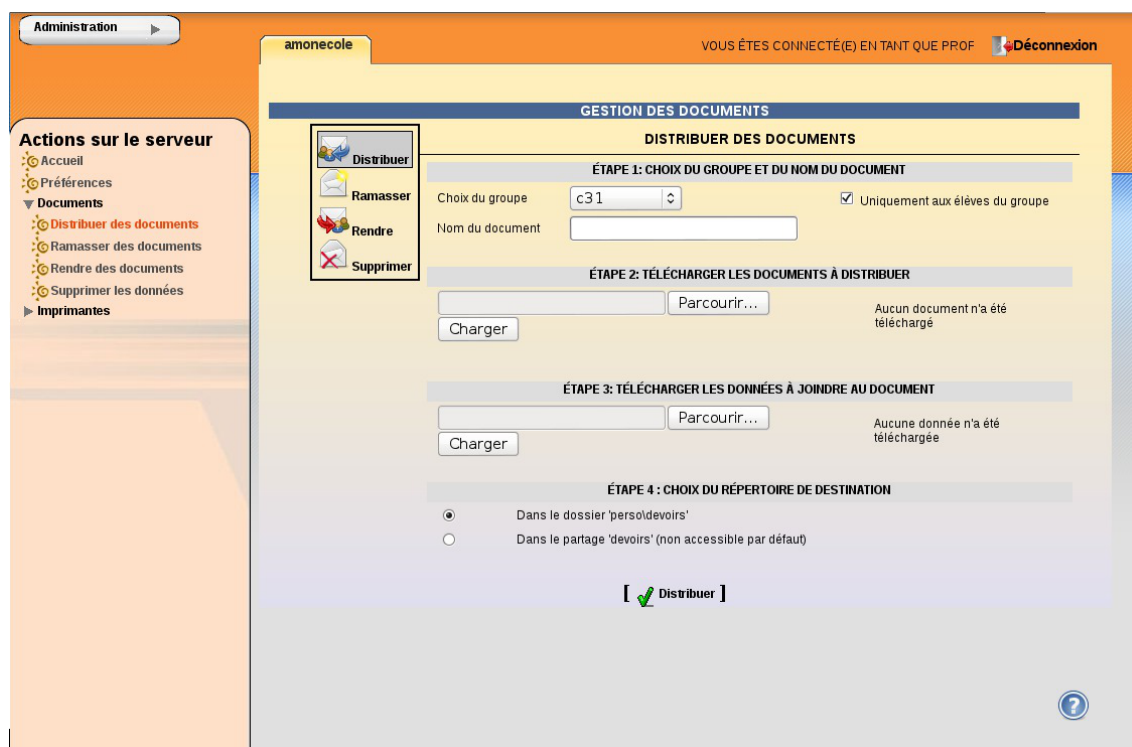 Administration
amonecole
VOUS ÊTES CONNECTÉ(E) EN TANT QUE PROF
Déconnexion
Actions sur le serveur
Accueil
Préférences
Documents
Distribuer des documents
Ramasser des documents
Rendre des documents
Supprimer les données
Imprimantes
GESTION DES DOCUMENTS
Distribuer
Ramasser
Rendre
Supprimer
DISTRIBUER DES DOCUMENTS
ÉTAPE 1: CHOIX DU GROUPE ET DU NOM DU DOCUMENT
Choix du groupe
c31
Uniquement aux élèves du groupe
Nom du document
ÉTAPE 2: TÉLÉCHARGER LES DOCUMENTS À DISTRIBUER
Parcourir...
Charger
Aucun document n'a été
téléchargé
ÉTAPE 3: TÉLÉCHARGER LES DONNÉES À JOINDRE AU DOCUMENT
Parcourir...
Charger
Aucune donnée n'a été
téléchargée
ÉTAPE 4 : CHOIX DU RÉPERTOIRE DE DESTINATION
Dans le dossier 'perso\devoirs'
Dans le partage 'devoirs' (non accessible par défaut)
[ Distribuer ]
?